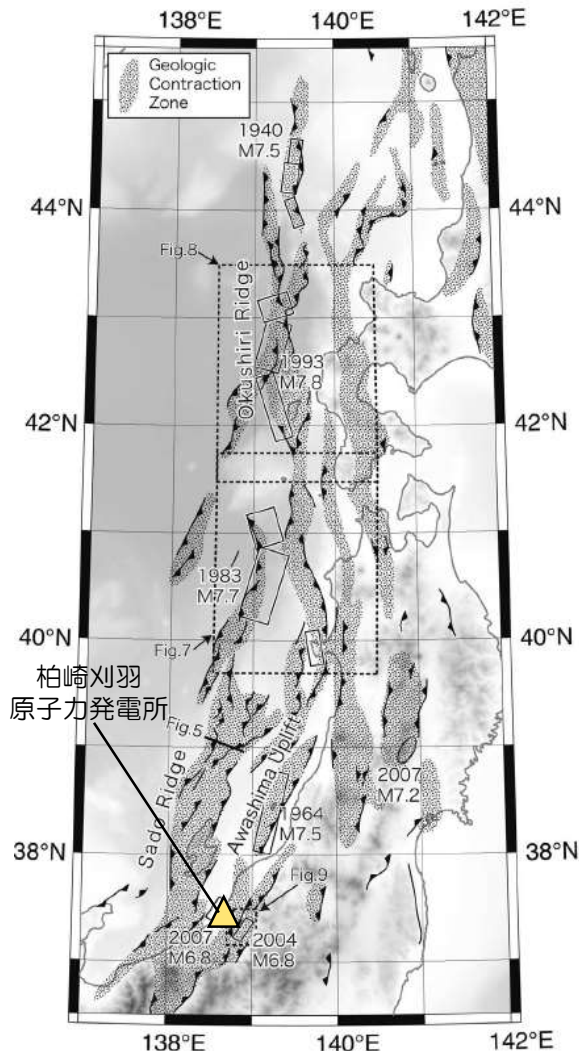 138°E
140°E
142°E
Geologic
Contraction
Zone
1940
M7.5
44°N
44°N
Fig.8
Okushiri Ridge
1993
M7.8
42°N
42°N
1983
M7.7
40°N
40°N
Fig.7
柏崎刈羽
原子力発電所
Fig.5
Sado Ridge
Awashima Uplift
2007
M7.2
1964
M7.5
38°N
38°N
Fig.9
2007
M6.8
2004
M6.8
138°E
140°E
142°E